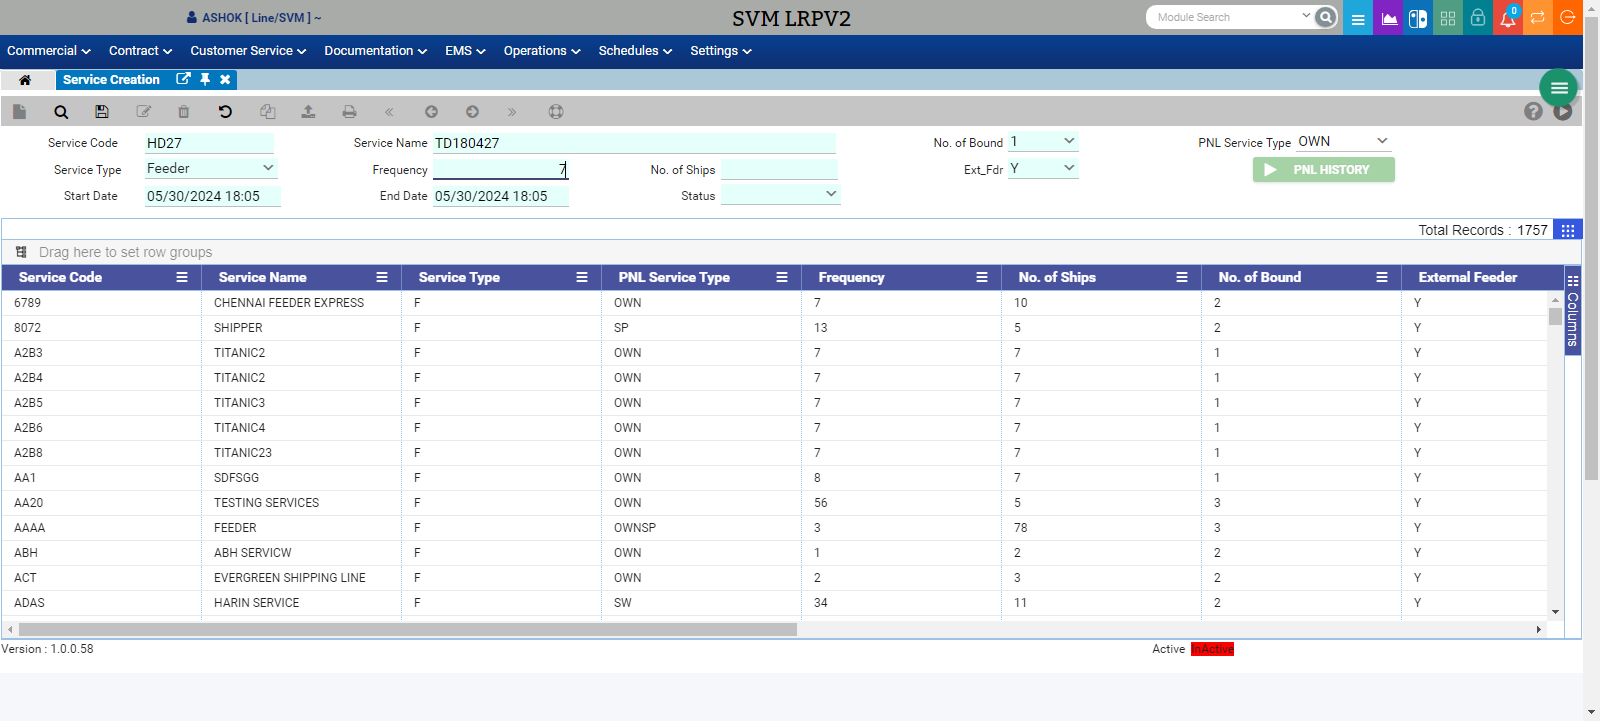 ASHOK [ Line/SVM ] ~
SVM LRPV2
Module Search
0
Commercial Contract Customer Service Documentation EMS Operations Schedules Settings
Service Creation
Service Code HD27 Service Name TD180427 No. of Bound 1 PNL Service Type OWN
Service Type Feeder Frequency 7 No. of Ships Ext_Fdr Y PNL HISTORY
Start Date 05/30/2024 18:05 End Date 05/30/2024 18:05 Status
Total Records : 1757
Drag here to set row groups
Service Code Service Name Service Type PNL Service Type Frequency No. of Ships No. of Bound External Feeder
6789 CHENNAI FEEDER EXPRESS F OWN 7 10 2 Y
8072 SHIPPER F SP 13 5 2 Y
A2B3 TITANIC2 F OWN 7 7 1 Y
A2B4 TITANIC2 F OWN 7 7 1 Y
A2B5 TITANIC3 F OWN 7 7 1 Y
A2B6 TITANIC4 F OWN 7 7 1 Y
A2B8 TITANIC23 F OWN 7 7 1 Y
AA1 SDFSGG F OWN 8 7 1 Y
AA20 TESTING SERVICES F OWN 56 5 3 Y
AAAA FEEDER F OWNSP 3 78 3 Y
ABH ABH SERVICW F OWN 1 2 2 Y
ACT EVERGREEN SHIPPING LINE F OWN 2 3 2 Y
ADAS HARIN SERVICE F SW 34 11 2 Y
Columns
Version : 1.0.0.58
Active InActive